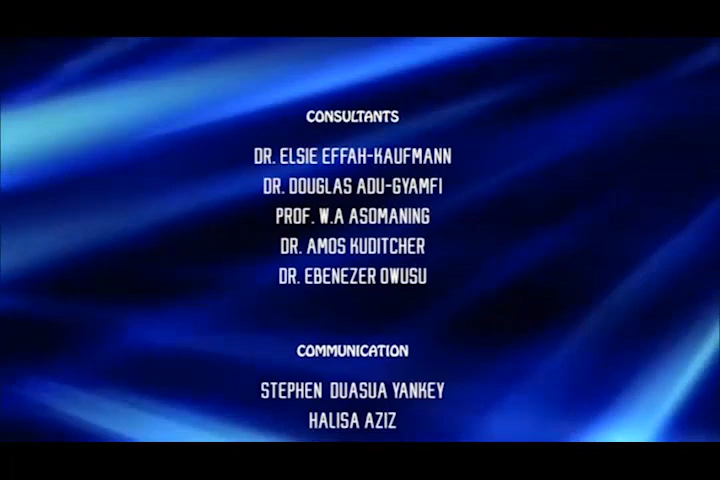 CONSULTANTS
DR. ELSIE EFFAH-KAUFMANN
DR. DOUGLAS ADU-GYAMFI
PROF. W.A ASOMANING
DR. AMOS KUDITCHER
DR. EBENEZER OWUSU
COMMUNICATION
STEPHEN DUASUA YANKEY
HALISA AZIZ